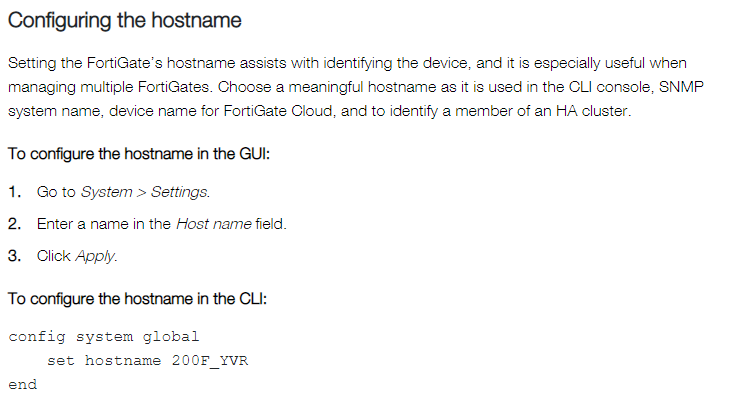 Configuring the hostname
Setting the FortiGate's hostname assists with identifying the device, and it is especially useful when
managing multiple FortiGates. Choose a meaningful hostname as it is used in the CLI console, SNMP
system name, device name for FortiGate Cloud, and to identify a member of an HA cluster.
To configure the hostname in the GUI:
1. Go to System > Settings.
2. Enter a name in the Host name field.
3. Click Apply.
To configure the hostname in the CLI:
config system global
    set hostname 200F_YVR
end